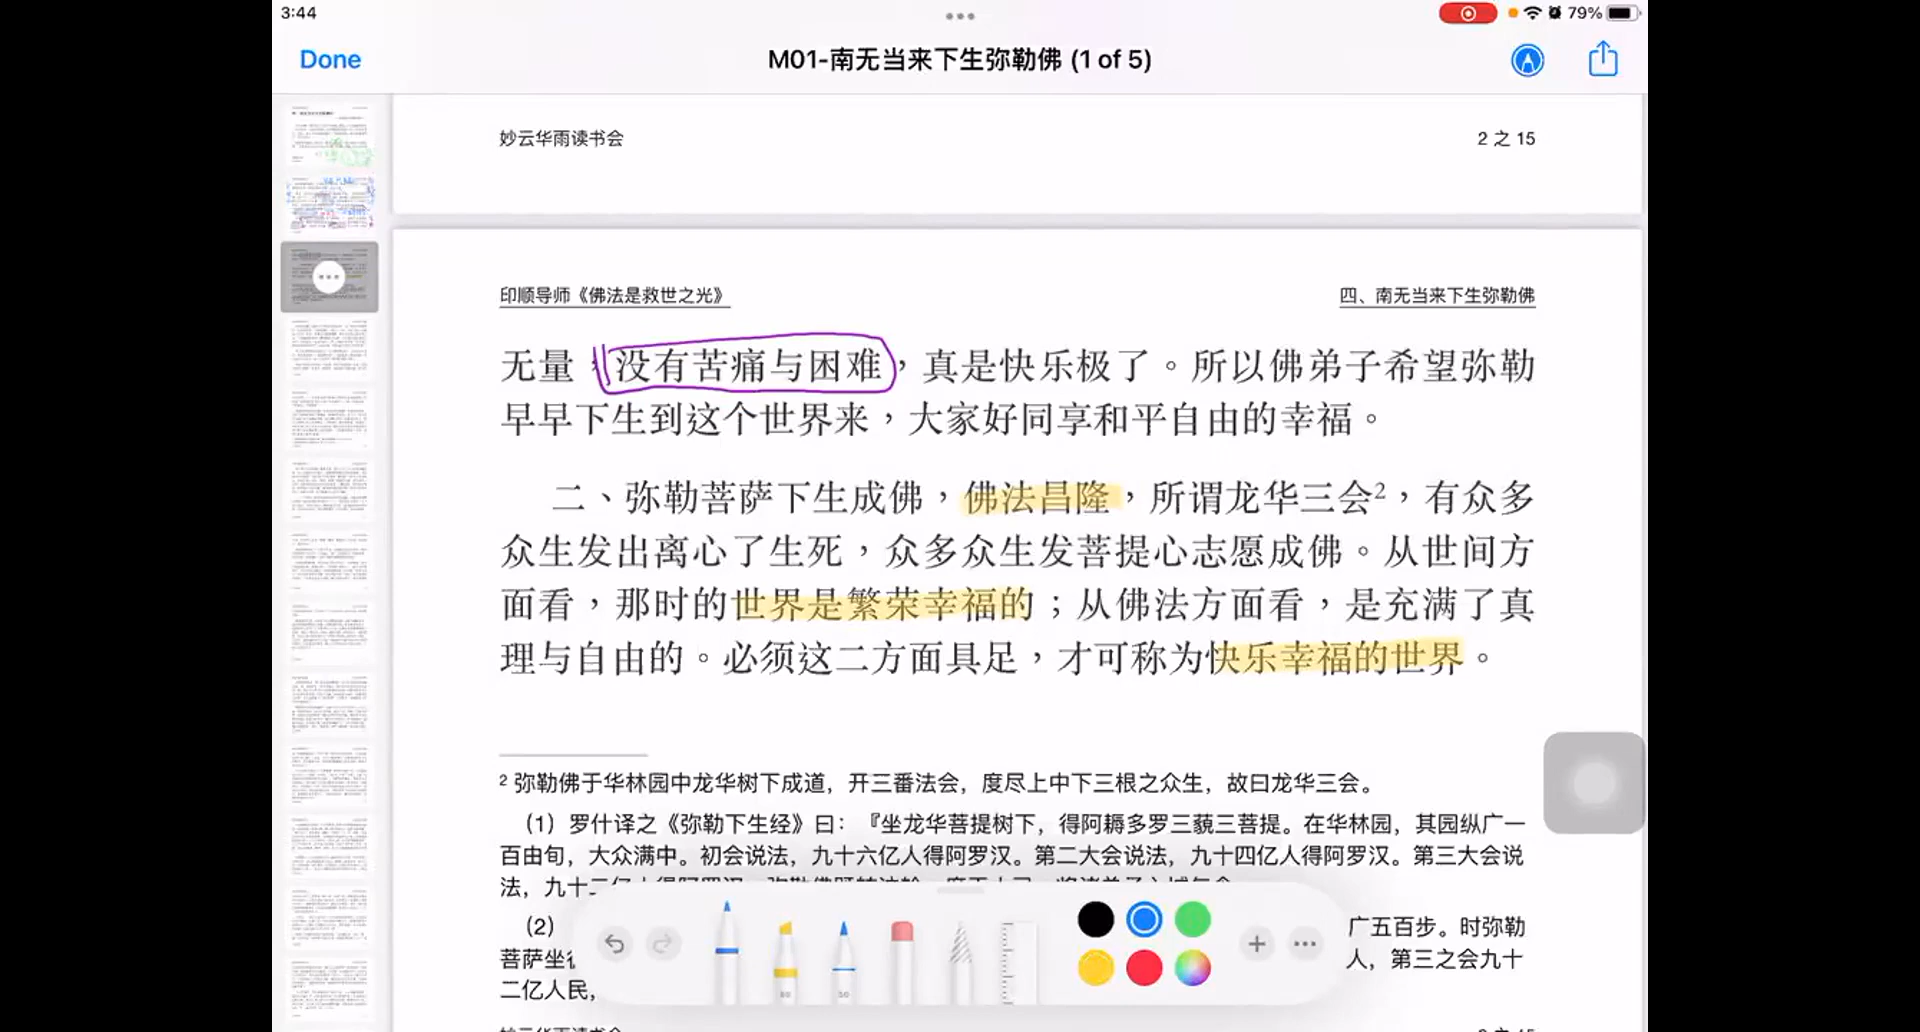 3:44
79%
Done
M01-南无当来下生弥勒佛 (1 of 5)
妙云华雨读书会
2 之 15
印顺导师《佛法是救世之光》
四、南无当来下生弥勒佛
无量，没有苦痛与困难，真是快乐极了。所以佛弟子希望弥勒
早早下生到这个世界来，大家好同享和平自由的幸福。
二、弥勒菩萨下生成佛，佛法昌隆，所谓龙华三会2，有众多
众生发出离心了生死，众多众生发菩提心志愿成佛。从世间方
面看，那时的世界是繁荣幸福的；从佛法方面看，是充满了真
理与自由的。必须这二方面具足，才可称为快乐幸福的世界。
2 弥勒佛于华林园中龙华树下成道，开三番法会，度尽上中下三根之众生，故曰龙华三会。
（1）罗什译之《弥勒下生经》曰：『坐龙华菩提树下，得阿耨多罗三藐三菩提。在华林园，其园纵广一
百由旬，大众满中。初会说法，九十六亿人得阿罗汉。第二大会说法，九十四亿人得阿罗汉。第三大会说
法，九十二亿人得阿罗汉
（2）
广五百步。时弥勒
菩萨坐
人，第三之会九十
二亿人民，
80
50